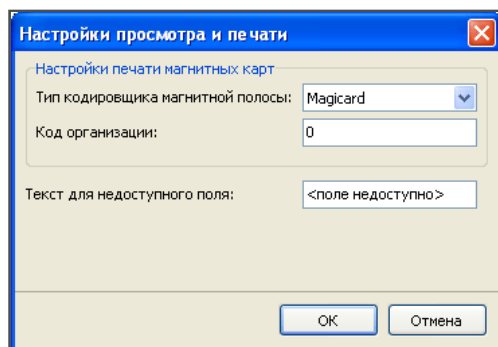 Настройки просмотра и печати
Настройки печати магнитных карт
Тип кодировщика магнитной полосы: Magicard
Код организации: 0
Текст для недоступного поля: <поле недоступно>
ОК Отмена